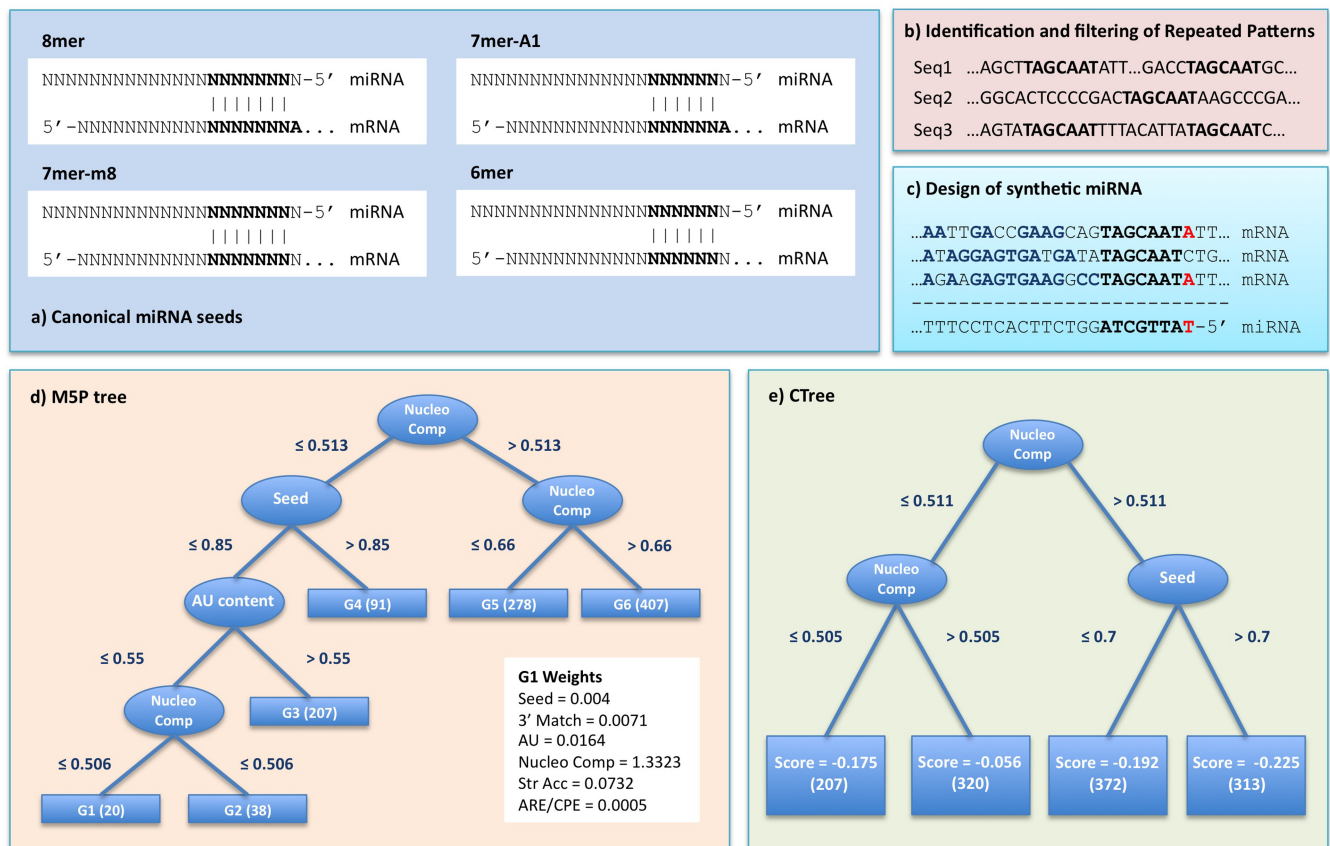 8mer
NNNNNNNNNNNNNNNNNNNNNN-5’ miRNA
| | | | | | |
5’-NNNNNNNNNNNNNNNNNNA... mRNA
7mer-A1
NNNNNNNNNNNNNNNNNNNNNN-5’ miRNA
| | | | | |
5’-NNNNNNNNNNNNNNNNNNA... mRNA
7mer-m8
NNNNNNNNNNNNNNNNNNNNNN-5’ miRNA
| | | | | | |
5’-NNNNNNNNNNNNNNNNNN... mRNA
6mer
NNNNNNNNNNNNNNNNNNNNNN-5’ miRNA
| | | | | |
5’-NNNNNNNNNNNNNNNNNN... mRNA
a) Canonical miRNA seeds
b) Identification and filtering of Repeated Patterns
Seq1 ...AGCTTAGCAATATT...GACCTAGCAATGC...
Seq2 ...GGCACTCCCCGACTAGCAATAAGCCCGA...
Seq3 ...AGTATAGCAATTTTACATTATAGCAATC...
c) Design of synthetic miRNA
...AATTGACCGAAGCAGTAGCAATATT... mRNA
...ATAGGAGTGATGATATAGCAATCTG... mRNA
...AGAAGAGTGAAGGCCTAGCAATATT... mRNA
---------------------------
...TTTCCTCACTTCTGGATCGTTAT-5’ miRNA
d) M5P tree
Nucleo
Comp
≤ 0.513
> 0.513
Seed
Nucleo
Comp
≤ 0.85
> 0.85
≤ 0.66
> 0.66
AU content
G4 (91)
G5 (278)
G6 (407)
≤ 0.55
> 0.55
Nucleo
Comp
G3 (207)
≤ 0.506
≤ 0.506
G1 (20)
G2 (38)
G1 Weights
Seed = 0.004
3’ Match = 0.0071
AU = 0.0164
Nucleo Comp = 1.3323
Str Acc = 0.0732
ARE/CPE = 0.0005
e) CTree
Nucleo
Comp
≤ 0.511
> 0.511
Nucleo
Comp
Seed
≤ 0.505
> 0.505
≤ 0.7
> 0.7
Score = -0.175
(207)
Score = -0.056
(320)
Score = -0.192
(372)
Score = -0.225
(313)